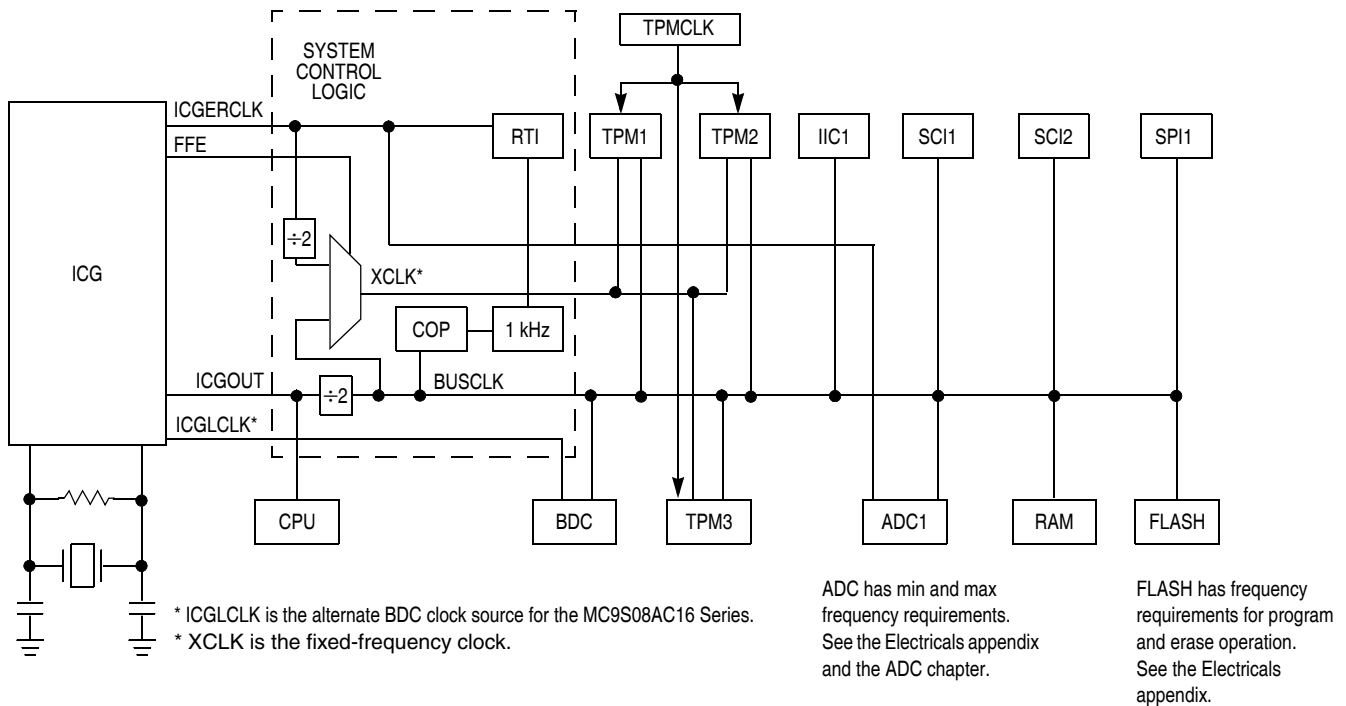 TPMCLK
SYSTEM
CONTROL
LOGIC
ICGERCLK
FFE
RTI
TPM1
TPM2
IIC1
SCI1
SCI2
SPI1
÷2
ICG
XCLK*
COP
1 kHz
ICGOUT
÷2
BUSCLK
ICGLCLK*
CPU
BDC
TPM3
ADC1
RAM
FLASH
* ICGLCLK is the alternate BDC clock source for the MC9S08AC16 Series.
* XCLK is the fixed-frequency clock.
ADC has min and max
frequency requirements.
See the Electricals appendix
and the ADC chapter.
FLASH has frequency
requirements for program
and erase operation.
See the Electricals
appendix.